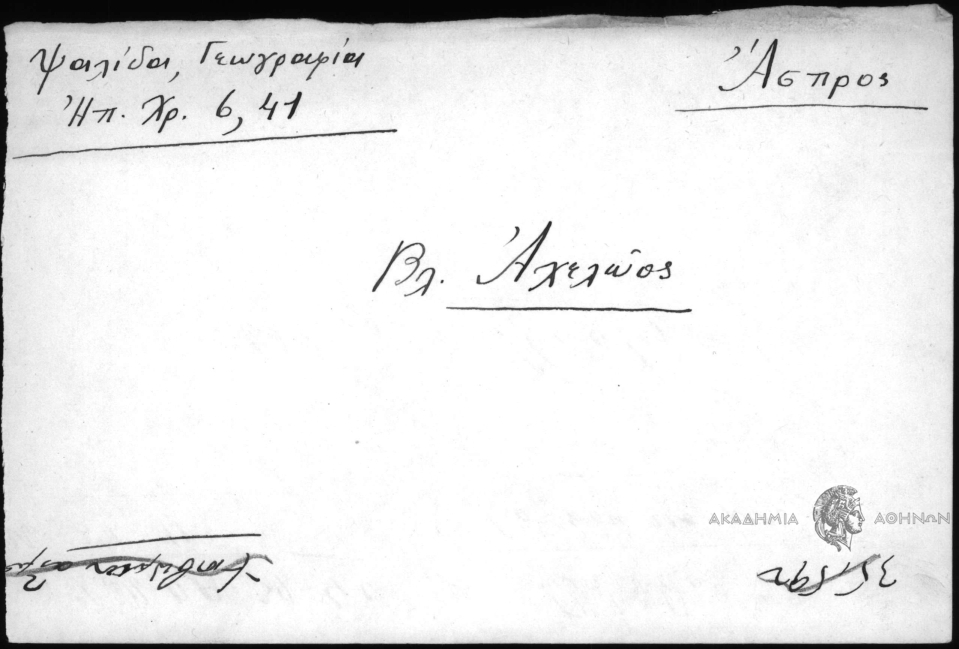 Ψαλίδα, Γεωγραφία
Ἠπ. Χρ. 6, 41
Ἄσπρος
Βλ. Ἀχελῷος
ΑΚΑΔΗΜΙΑ ΑΘΗΝΩΝ